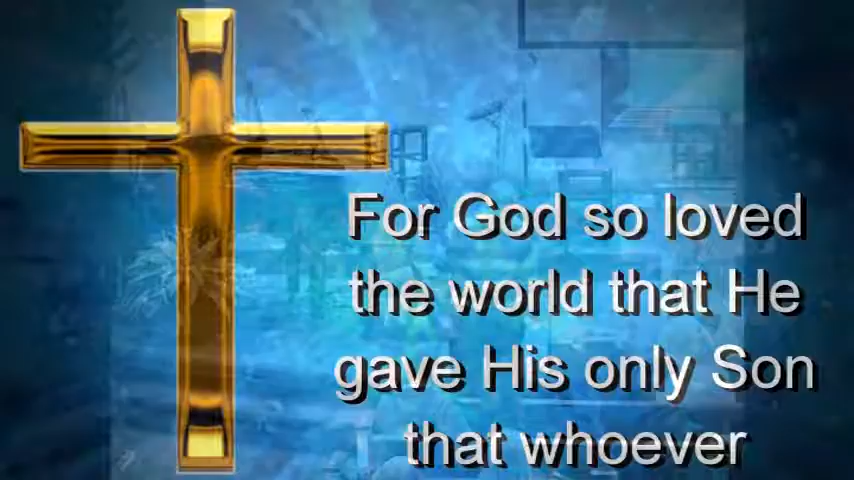 For God so loved
the world that He
gave His only Son
that whoever